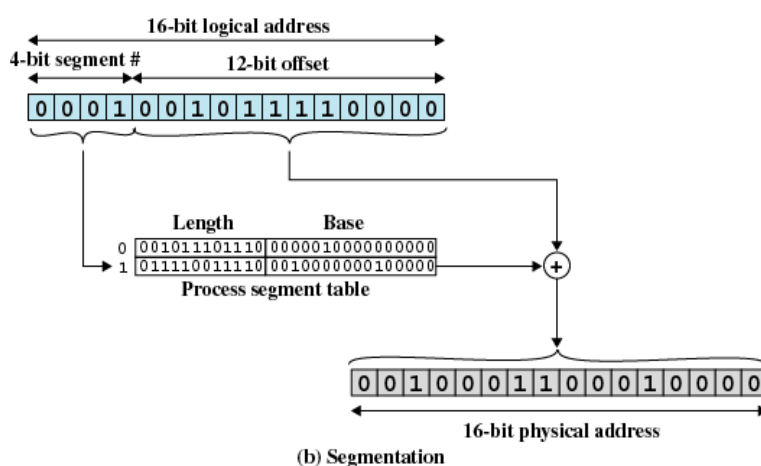 16-bit logical address
4-bit segment # 12-bit offset
0 0 0 1 0 0 1 0 1 1 1 1 0 0 0 0
Length Base
0 001011101110 0000010000000000
1 011110011110 0010000000100000
Process segment table
+
0 0 1 0 0 0 1 1 0 0 0 1 0 0 0 0
16-bit physical address
(b) Segmentation